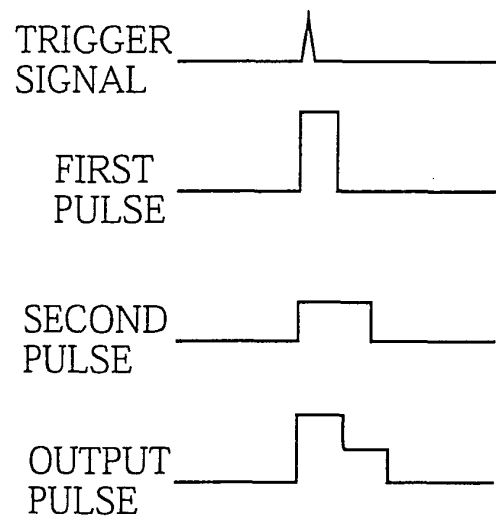 TRIGGER
SIGNAL
FIRST
PULSE
SECOND
PULSE
OUTPUT
PULSE